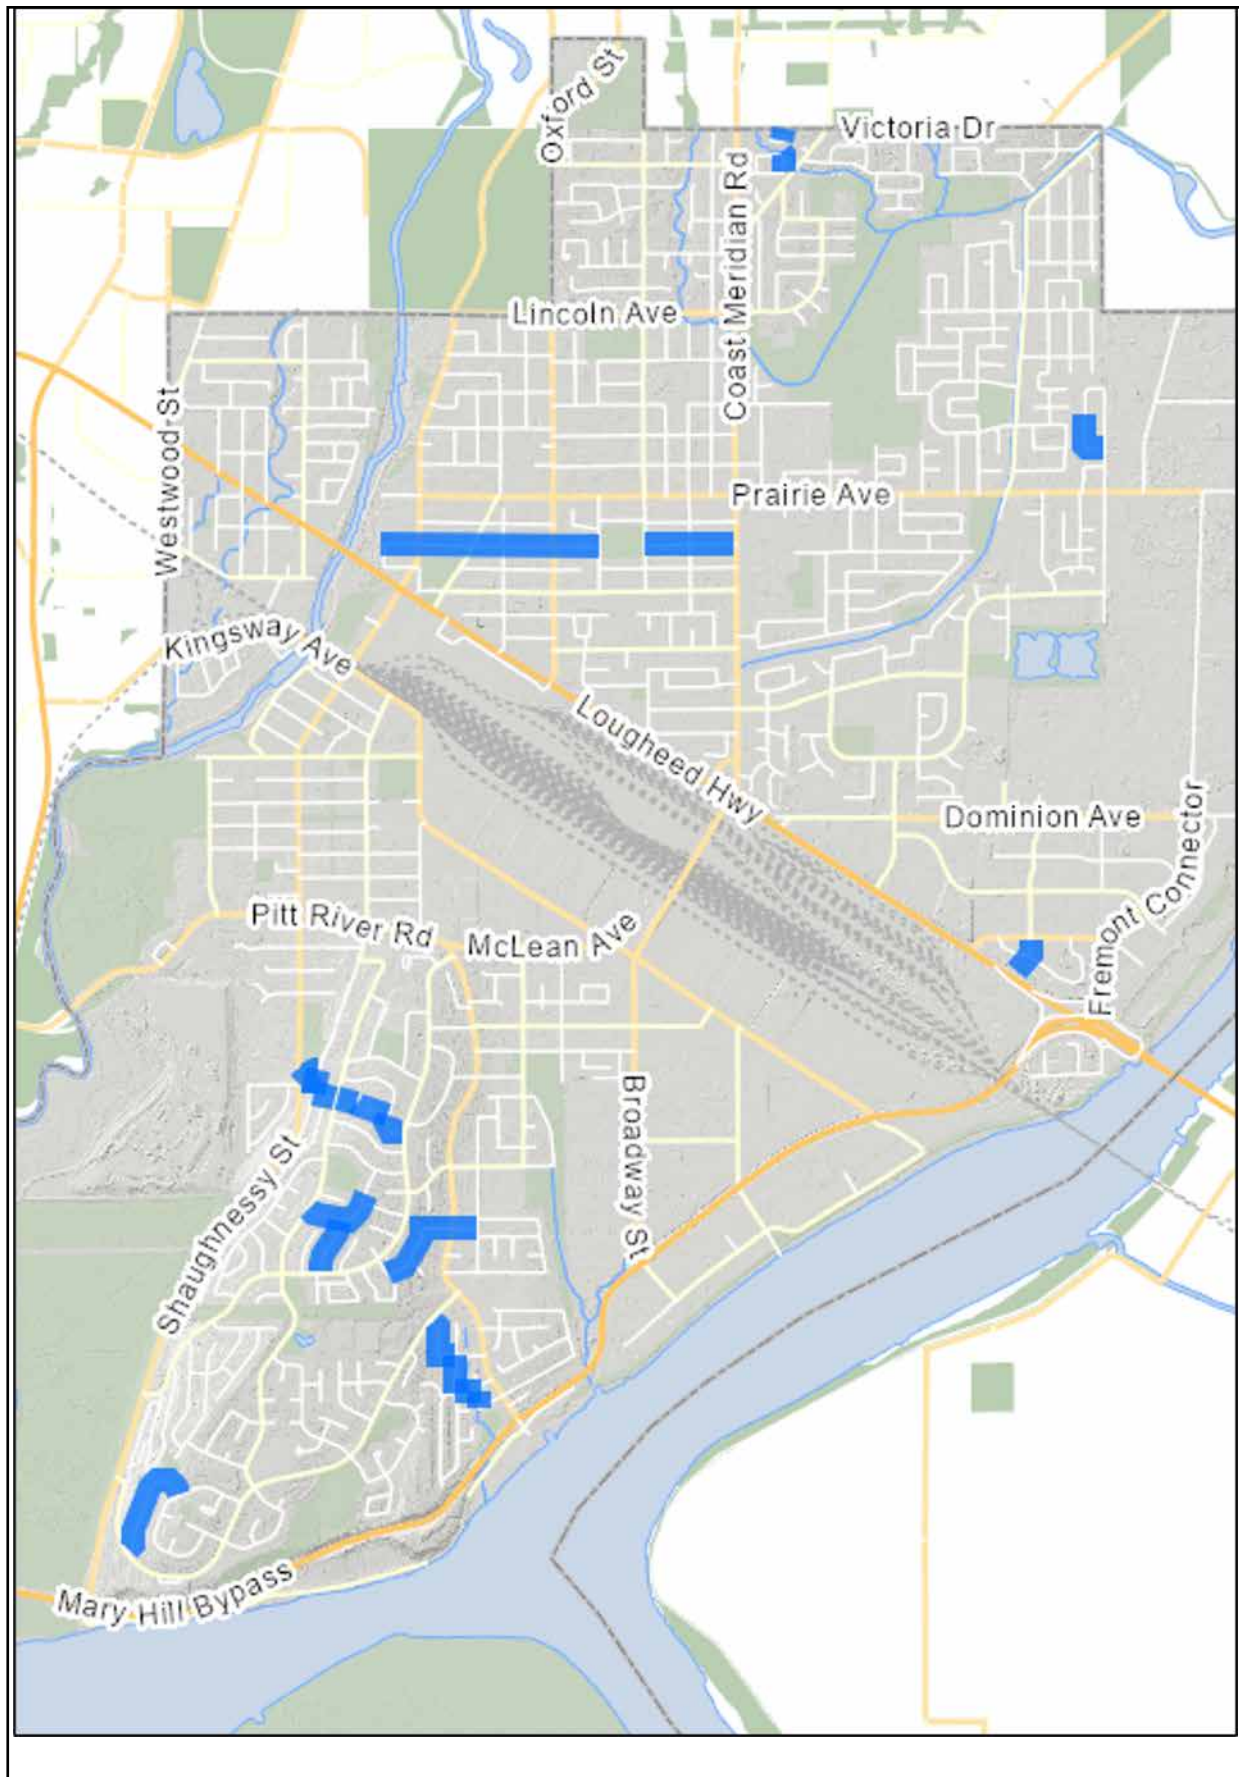 Oxford St
Victoria Dr
Coast Meridian Rd
Lincoln Ave
Westwood St
Prairie Ave
Kingsway Ave
Lougheed Hwy
Dominion Ave
Fremont Connector
Pitt River Rd
McLean Ave
Broadway St
Shaughnessy St
Mary Hill Bypass